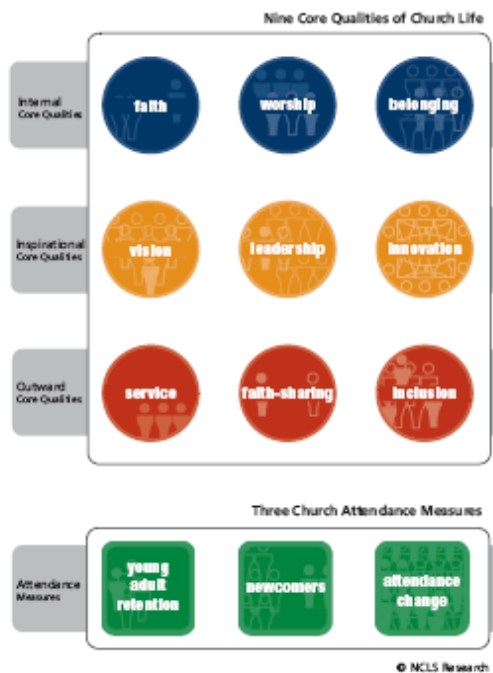 Nine Core Qualities of Church Life
Internal
Core Qualities
faith
worship
belonging
Inspirational
Core Qualities
vision
leadership
innovation
Outward
Core Qualities
service
faith-sharing
inclusion
Three Church Attendance Measures
Attendance
Measures
young
adult
retention
newcomers
attendance
change
© NCLS Research